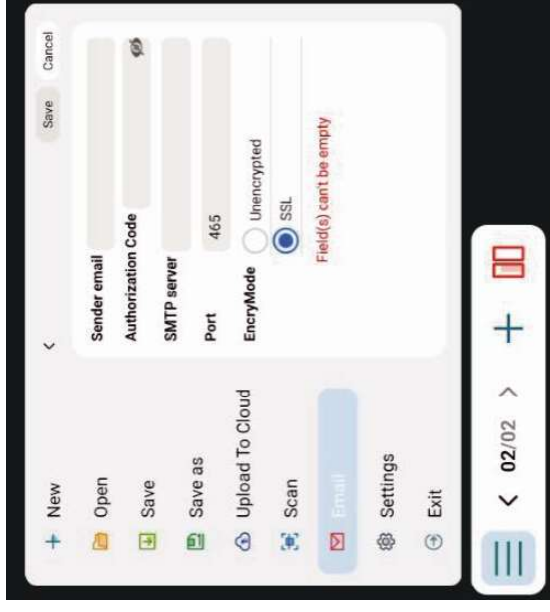 New
Open
Save
Save as
Upload To Cloud
Scan
Email
Settings
Exit
Save
Cancel
Sender email
Authorization Code
SMTP server
Port
465
EncryMode
Unencrypted
SSL
Field(s) can't be empty
02/02